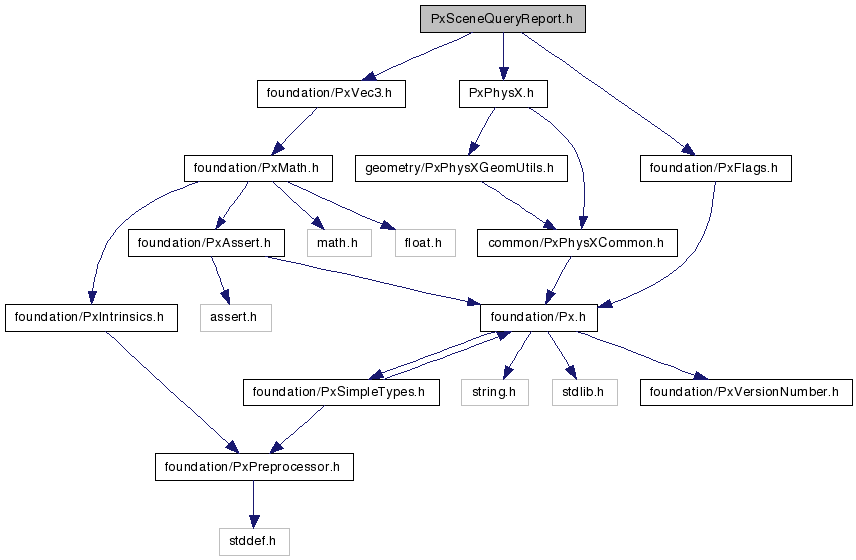 PxSceneQueryReport.h
foundation/PxVec3.h
PxPhysX.h
foundation/PxMath.h
geometry/PxPhysXGeomUtils.h
foundation/PxFlags.h
foundation/PxAssert.h
math.h
float.h
common/PxPhysXCommon.h
foundation/PxIntrinsics.h
assert.h
foundation/Px.h
foundation/PxSimpleTypes.h
string.h
stdlib.h
foundation/PxVersionNumber.h
foundation/PxPreprocessor.h
stddef.h